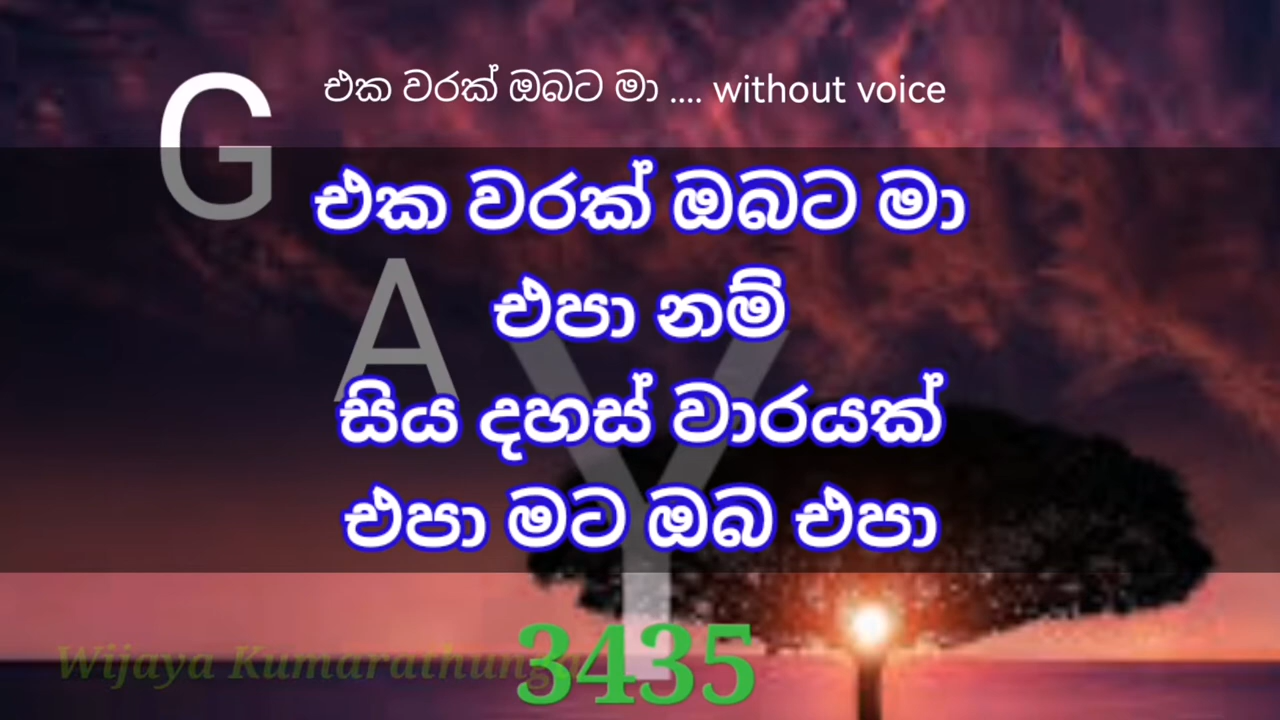 එක වරක් ඔබට මා .... without voice
G
එක වරක් ඔබට මා
A
එපා නම්
Y
සිය දහස් වාරයක්
එපා මට ඔබ එපා
Wijaya Kumarathunga
3435